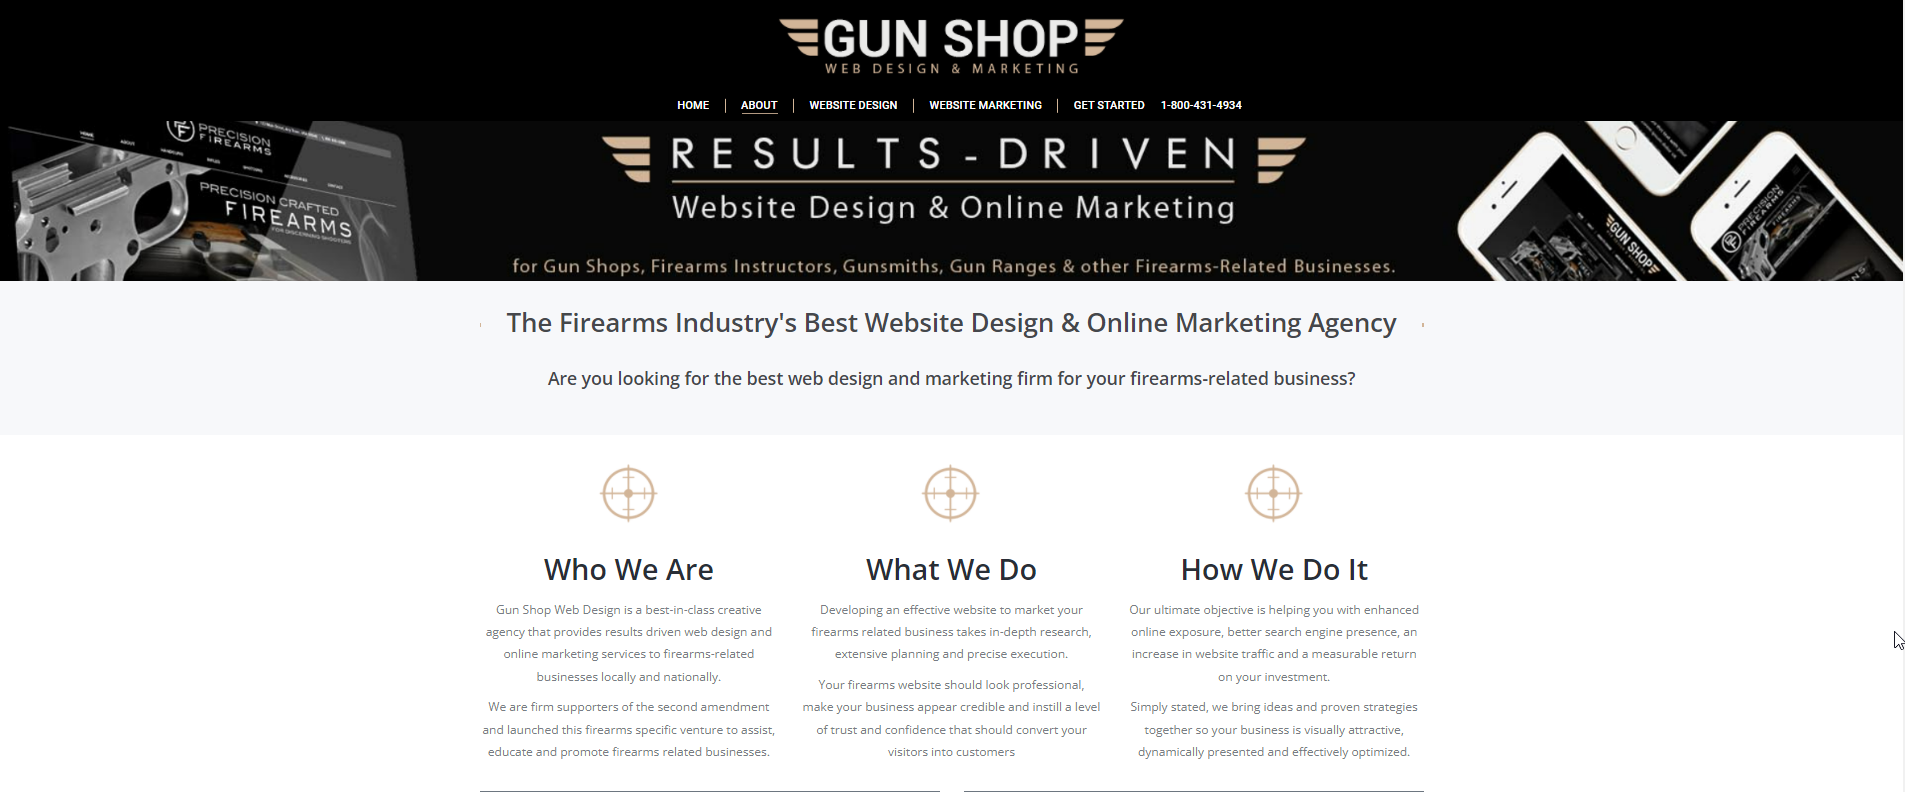 GUN SHOP
WEB DESIGN & MARKETING
HOME
ABOUT
WEBSITE DESIGN
WEBSITE MARKETING
GET STARTED
1-800-431-4934
PRECISION
FIREARMS
PRECISION CRAFTED
FIREARMS
FOR DISCERNING SHOOTERS
RESULTS-DRIVEN
Website Design & Online Marketing
for Gun Shops, Firearms Instructors, Gunsmiths, Gun Ranges & other Firearms-Related Businesses.
GUN SHOP
PRECISION
FIREARMS
The Firearms Industry's Best Website Design & Online Marketing Agency
Are you looking for the best web design and marketing firm for your firearms-related business?
Who We Are
Gun Shop Web Design is a best-in-class creative
agency that provides results driven web design and
online marketing services to firearms-related
businesses locally and nationally.
We are firm supporters of the second amendment
and launched this firearms specific venture to assist,
educate and promote firearms related businesses.
What We Do
Developing an effective website to market your
firearms related business takes in-depth research,
extensive planning and precise execution.
Your firearms website should look professional,
make your business appear credible and instill a level
of trust and confidence that should convert your
visitors into customers
How We Do It
Our ultimate objective is helping you with enhanced
online exposure, better search engine presence, an
increase in website traffic and a measurable return
on your investment.
Simply stated, we bring ideas and proven strategies
together so your business is visually attractive,
dynamically presented and effectively optimized.